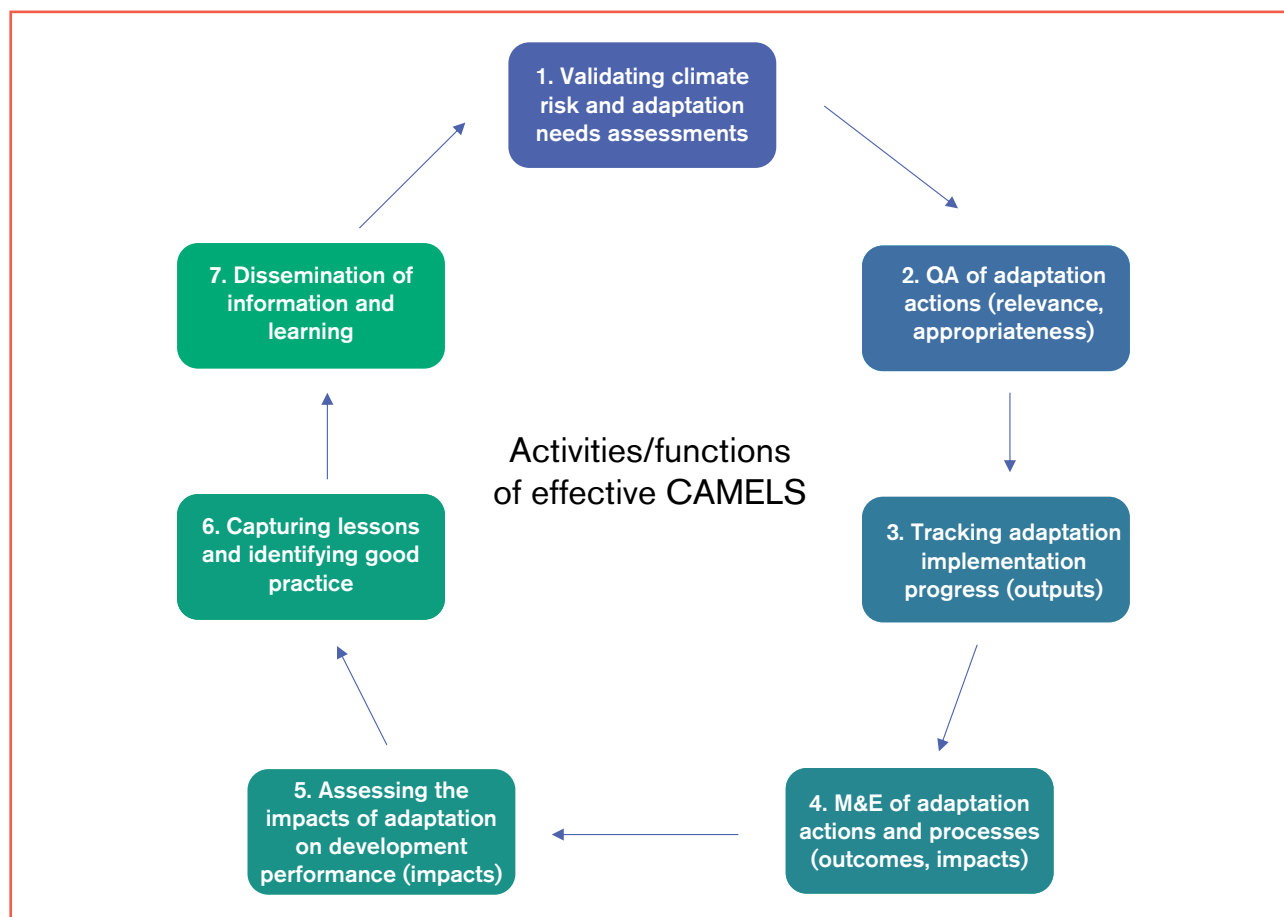 1. Validating climate
risk and adaptation
needs assessments
2. QA of adaptation
actions (relevance,
appropriateness)
3. Tracking adaptation
implementation
progress (outputs)
4. M&E of adaptation
actions and processes
(outcomes, impacts)
5. Assessing the
impacts of adaptation
on development
performance (impacts)
6. Capturing lessons
and identifying good
practice
7. Dissemination of
information and
learning
Activities/functions
of effective CAMELS